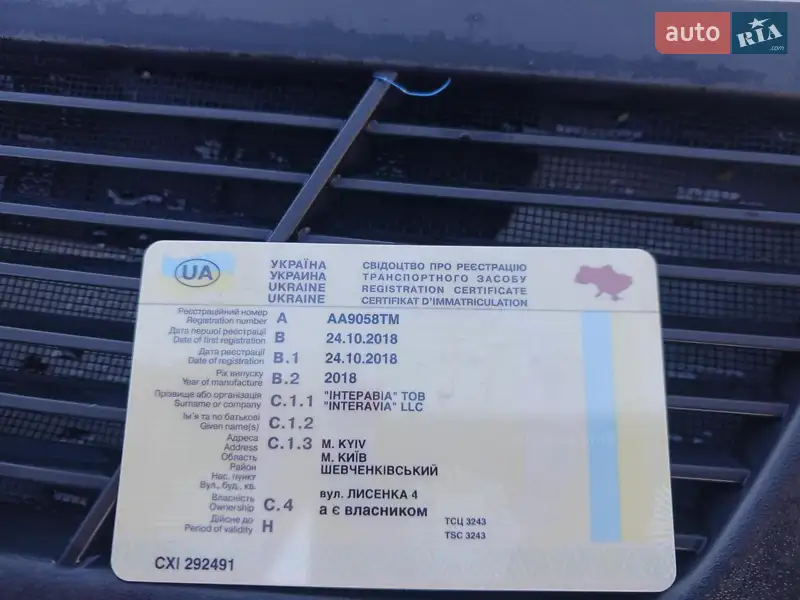 auto RIA
.com
UA
УКРАЇНА
УКРАИНА
UKRAINE
UKRAINE
СВІДОЦТВО ПРО РЕЄСТРАЦІЮ
ТРАНСПОРТНОГО ЗАСОБУ
REGISTRATION CERTIFICATE
CERTIFIKAT D'IMMATRICULATION
Реєстраційний номер
Registration number A AA9058TM
Дата першої реєстрації
Date of first registration B 24.10.2018
Дата реєстрації
Date of registration B.1 24.10.2018
Рік випуску
Year of manufacture B.2 2018
Прізвище або організація
Surname or company C.1.1 "ІНТЕРАВІА" ТОВ
"INTERAVIA" LLC
Ім'я та по батькові
Given name(s) C.1.2
Адреса
Address C.1.3 М. KYIV
Область М. КИЇВ
Район ШЕВЧЕНКІВСЬКИЙ
Нас. пункт
Вул., буд., кв.
вул. ЛИСЕНКА 4
Власність
Ownership C.4 а є власником
Дійсне до
Period of validity H
ТСЦ 3243
TSC 3243
CXI 292491